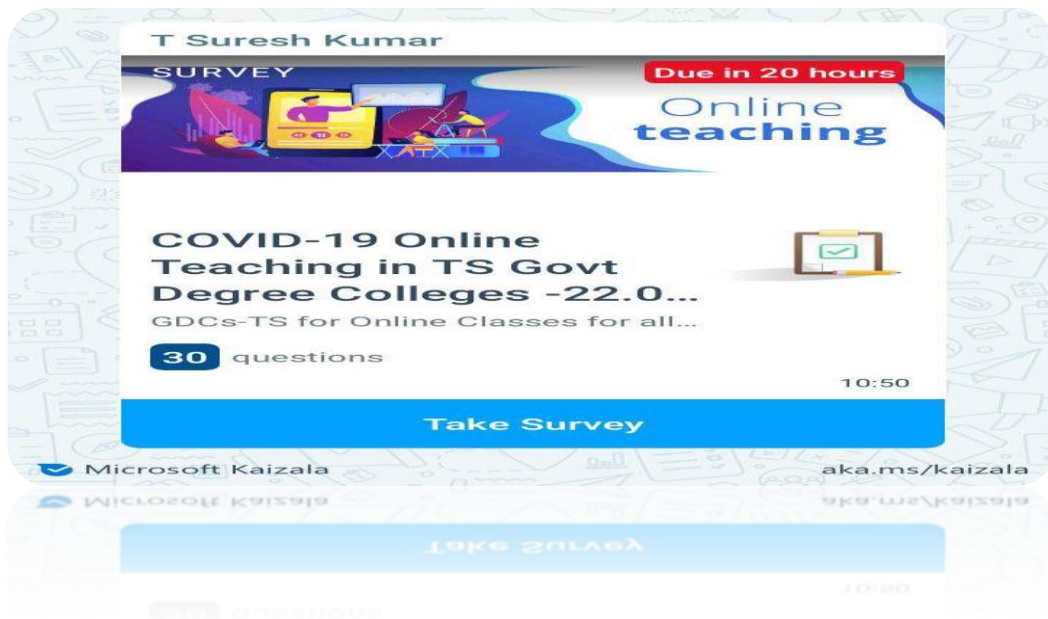 T Suresh Kumar
SURVEY
Due in 20 hours
Online
teaching
COVID-19 Online
Teaching in TS Govt
Degree Colleges -22.0...
GDCs-TS for Online Classes for all...
30 questions
10:50
Take Survey
Microsoft Kaizala
aka.ms/kaizala